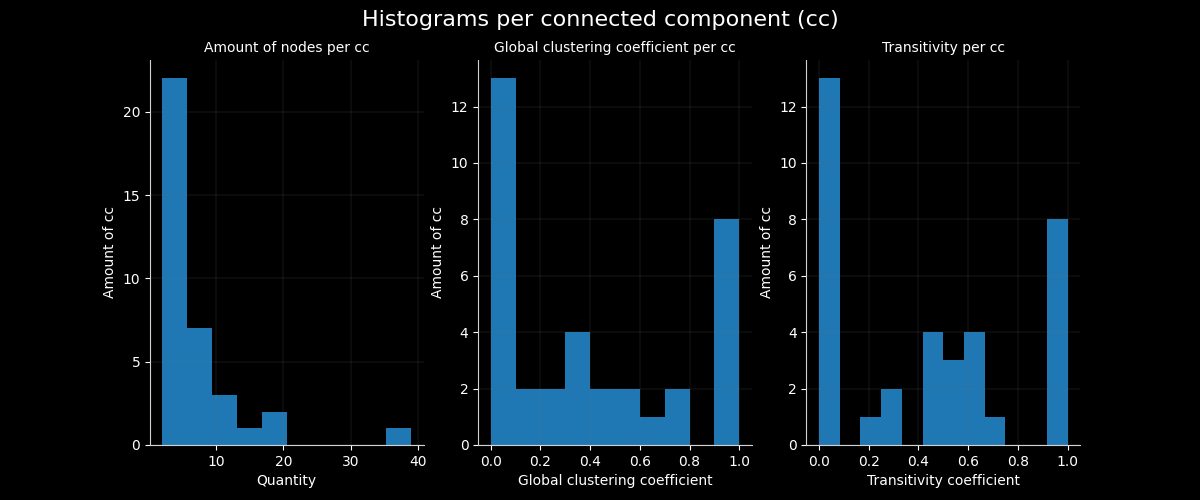 Histograms per connected component (cc)
Amount of nodes per cc
Amount of cc
20
15
10
5
0
10 20 30 40
Quantity
Global clustering coefficient per cc
Amount of cc
12
10
8
6
4
2
0
0.0 0.2 0.4 0.6 0.8 1.0
Global clustering coefficient
Transitivity per cc
Amount of cc
12
10
8
6
4
2
0
0.0 0.2 0.4 0.6 0.8 1.0
Transitivity coefficient